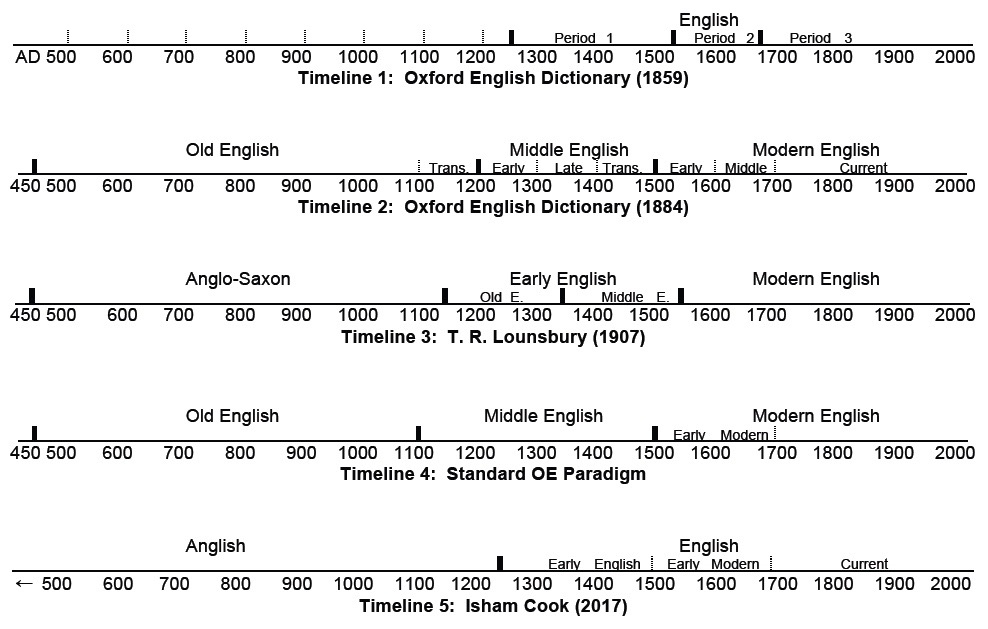 English
Period 1 Period 2 Period 3
AD 500 600 700 800 900 1000 1100 1200 1300 1400 1500 1600 1700 1800 1900 2000
Timeline 1: Oxford English Dictionary (1859)
Old English Middle English Modern English
Trans. Early Late Trans. Early Middle Current
450 500 600 700 800 900 1000 1100 1200 1300 1400 1500 1600 1700 1800 1900 2000
Timeline 2: Oxford English Dictionary (1884)
Anglo-Saxon Early English Modern English
Old E. Middle E.
450 500 600 700 800 900 1000 1100 1200 1300 1400 1500 1600 1700 1800 1900 2000
Timeline 3: T. R. Lounsbury (1907)
Old English Middle English Modern English
Early Modern
450 500 600 700 800 900 1000 1100 1200 1300 1400 1500 1600 1700 1800 1900 2000
Timeline 4: Standard OE Paradigm
Anglish English
Early English Early Modern Current
← 500 600 700 800 900 1000 1100 1200 1300 1400 1500 1600 1700 1800 1900 2000
Timeline 5: Isham Cook (2017)